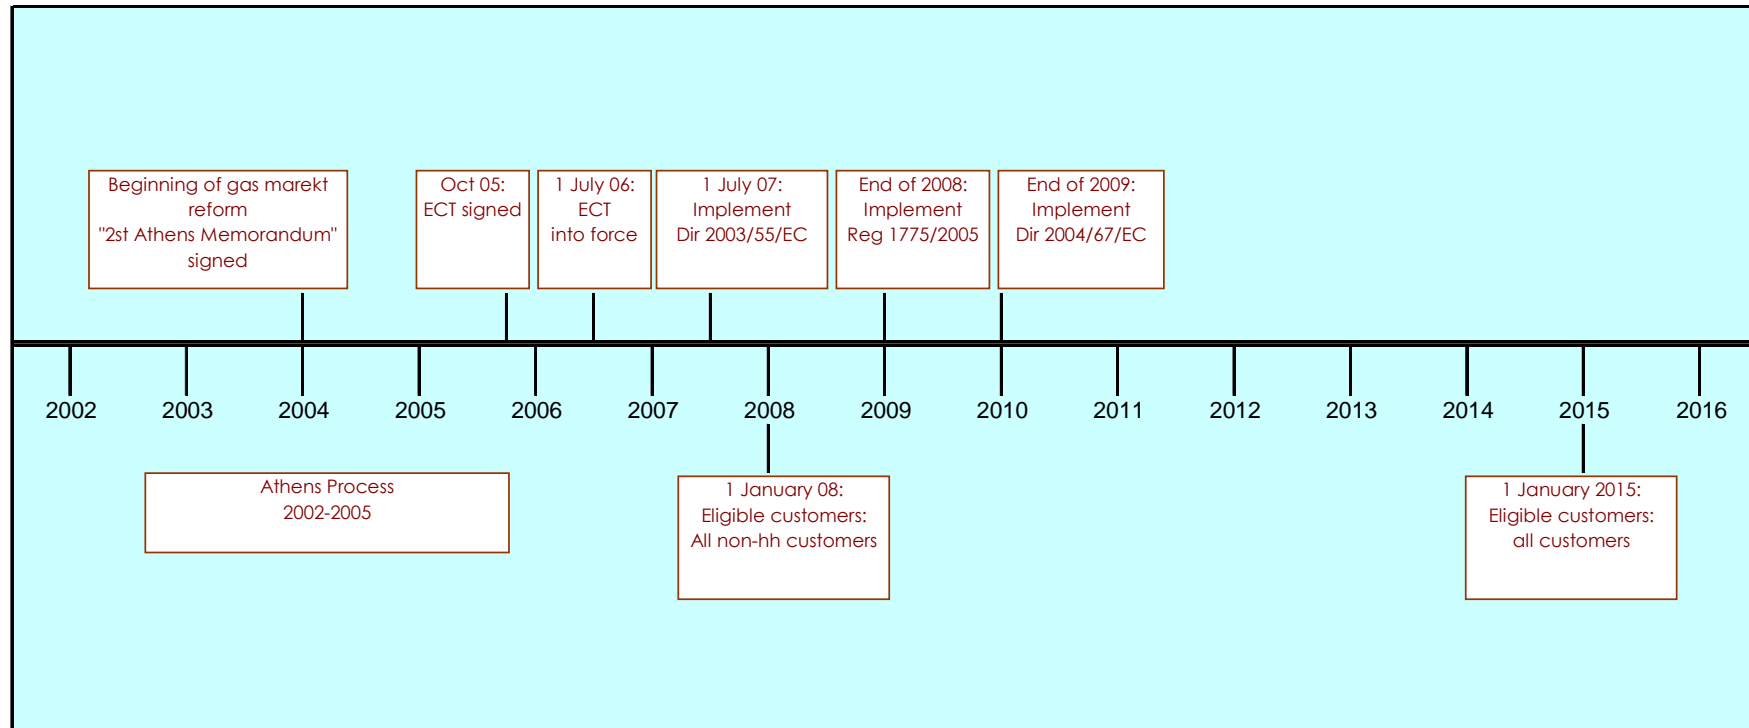 Beginning of gas marekt
reform
"2st Athens Memorandum"
signed
Oct 05:
ECT signed
1 July 06:
ECT
into force
1 July 07:
Implement
Dir 2003/55/EC
End of 2008:
Implement
Reg 1775/2005
End of 2009:
Implement
Dir 2004/67/EC
2002
2003
2004
2005
2006
2007
2008
2009
2010
2011
2012
2013
2014
2015
2016
Athens Process
2002-2005
1 January 08:
Eligible customers:
All non-hh customers
1 January 2015:
Eligible customers:
all customers